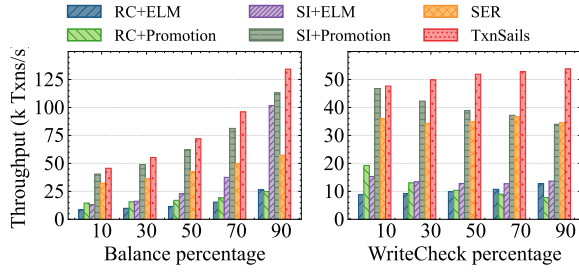 RC+ELM SI+ELM SER
RC+Promotion SI+Promotion TxnSails
Throughput (k Txns/s)
125
100
75
50
25
0
10 30 50 70 90
Balance percentage
50
40
30
20
10
0
10 30 50 70 90
WriteCheck percentage